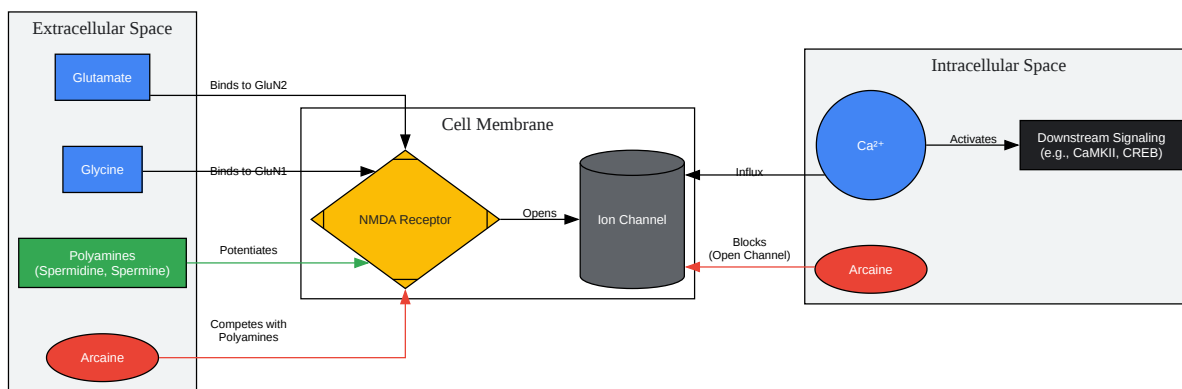 Extracellular Space
Glutamate
Binds to GluN2
Glycine
Binds to GluN1
Polyamines
(Spermidine, Spermine)
Potentiates
Arcaine
Competes with
Polyamines
Cell Membrane
NMDA Receptor
Opens
Ion Channel
Intracellular Space
Ca²⁺
Activates
Downstream Signaling
(e.g., CaMKII, CREB)
Influx
Blocks
(Open Channel)
Arcaine